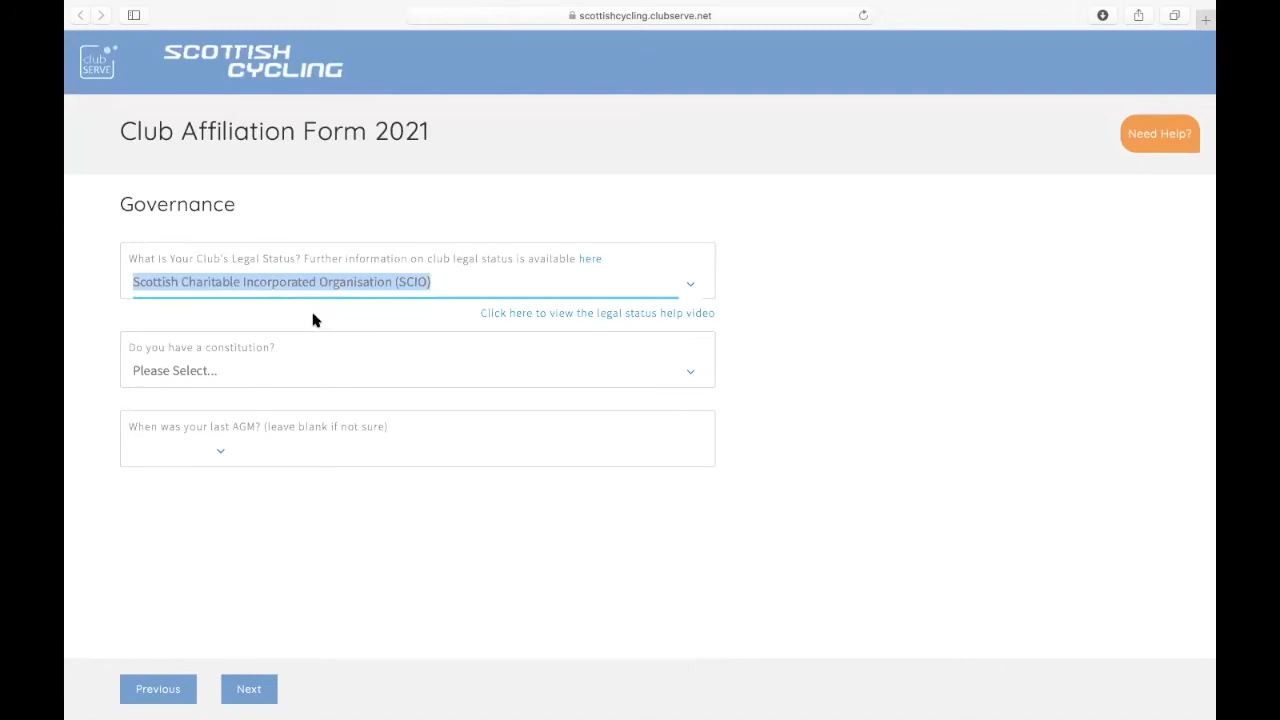 scottishcycling.clubserve.net
club
SERVE
SCOTTISH
CYCLING
Club Affiliation Form 2021
Need Help?
Governance
What Is Your Club's Legal Status? Further information on club legal status is available here
Scottish Charitable Incorporated Organisation (SCIO)
Click here to view the legal status help video
Do you have a constitution?
Please Select...
When was your last AGM? (leave blank if not sure)
Previous
Next